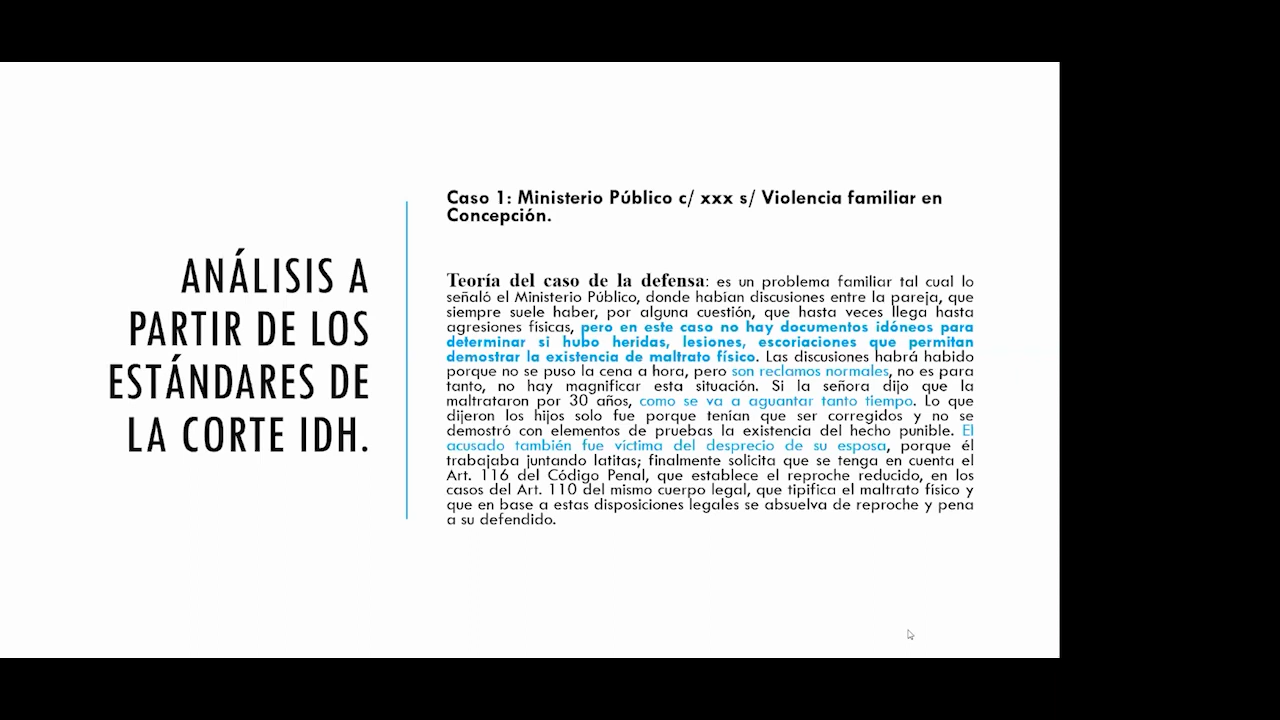 ANÁLISIS A
PARTIR DE LOS
ESTÁNDARES DE
LA CORTE IDH.
Caso 1: Ministerio Público c/ xxx s/ Violencia familiar en
Concepción.
Teoría del caso de la defensa: es un problema familiar tal cual lo
señaló el Ministerio Público, donde habían discusiones entre la pareja, que
siempre suele haber, por alguna cuestión, que hasta veces llega hasta
agresiones físicas, pero en este caso no hay documentos idóneos para
determinar si hubo heridas, lesiones, escoriaciones que permitan
demostrar la existencia de maltrato físico. Las discusiones habrá habido
porque no se puso la cena a hora, pero son reclamos normales, no es para
tanto, no hay magnificar esta situación. Si la señora dijo que la
maltrataron por 30 años, como se va a aguantar tanto tiempo. Lo que
dijeron los hijos solo fue porque tenían que ser corregidos y no se
demostró con elementos de pruebas la existencia del hecho punible. El
acusado también fue víctima del desprecio de su esposa, porque él
trabajaba juntando latitas; finalmente solicita que se tenga en cuenta el
Art. 116 del Código Penal, que establece el reproche reducido, en los
casos del Art. 110 del mismo cuerpo legal, que tipifica el maltrato físico y
que en base a estas disposiciones legales se absuelva de reproche y pena
a su defendido.